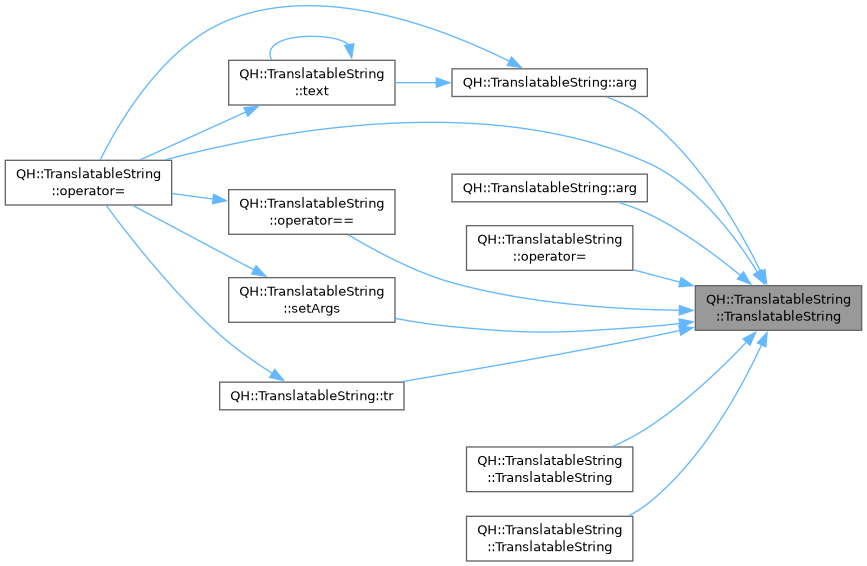 QH::TranslatableString
::text
QH::TranslatableString::arg
QH::TranslatableString
::operator=
QH::TranslatableString::arg
QH::TranslatableString
::operator==
QH::TranslatableString
::operator=
QH::TranslatableString
::setArgs
QH::TranslatableString
::TranslatableString
QH::TranslatableString::tr
QH::TranslatableString
::TranslatableString
QH::TranslatableString
::TranslatableString